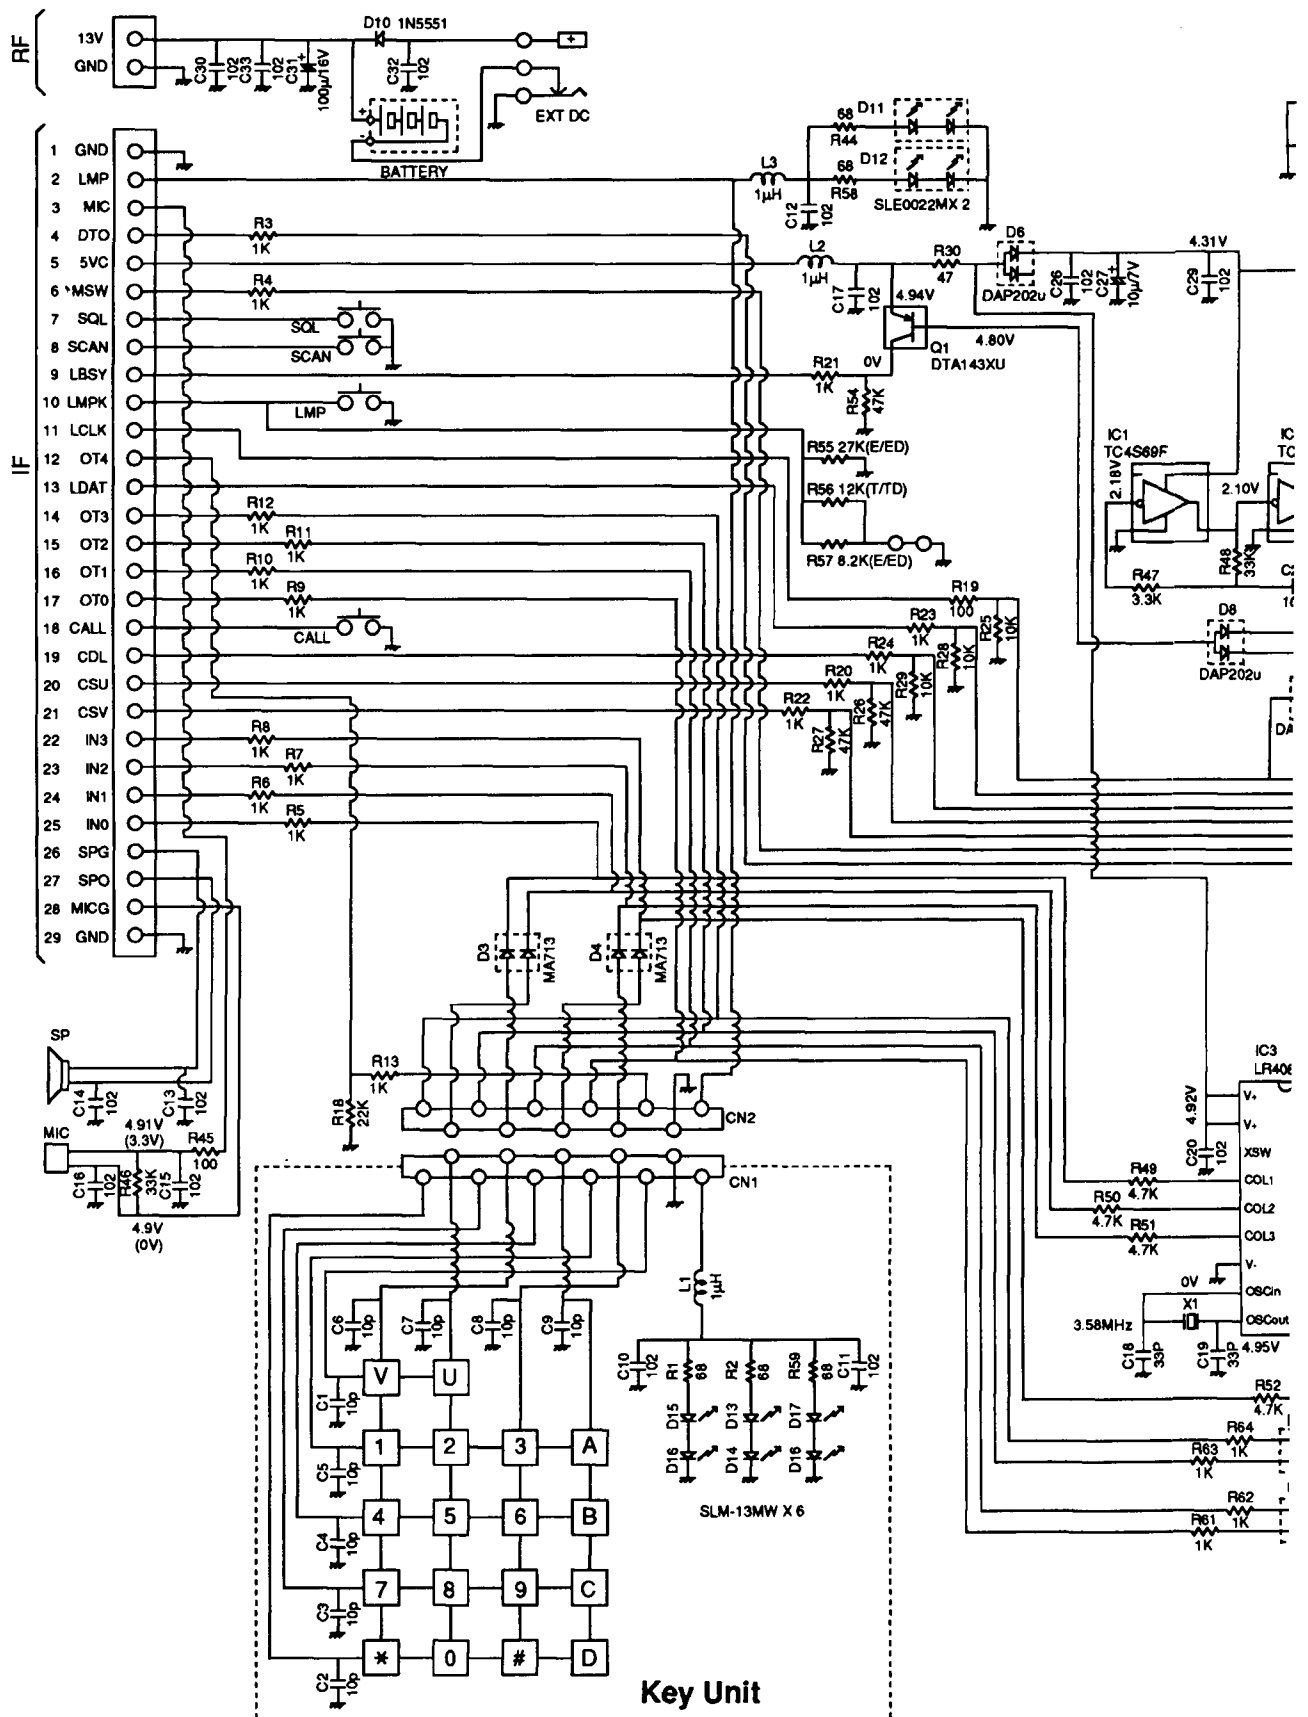 RF
13V
GND
C30 102
C33 102
C31 100µ/16V
D10 1N5551
C32 102
+
EXT DC
+
-
BATTERY
IF
1 GND
2 LMP
3 MIC
4 DTO
5 5VC
6 MSW
7 SQL
8 SCAN
9 LBSY
10 LMPK
11 LCLK
12 OT4
13 LDAT
14 OT3
15 OT2
16 OT1
17 OT0
18 CALL
19 CDL
20 CSU
21 CSV
22 IN3
23 IN2
24 IN1
25 IN0
26 SPG
27 SPO
28 MICG
29 GND
R3 1K
R4 1K
SQL
SCAN
LMP
R12 1K
R11 1K
R10 1K
R9 1K
CALL
R8 1K
R7 1K
R6 1K
R5 1K
L3 1µH
C12 102
68 R44
D11
68 R58
D12
SLE0022MX 2
L2 1µH
C17 102
4.94V
R30 47
D6
DAP202u
C26 102
C27 10µ/7V
4.31V
C29 102
4.80V
Q1
DTA143XU
0V
R21 1K
R54 47K
R55 27K(E/ED)
R56 12K(T/TD)
R57 8.2K(E/ED)
IC1
TC4S69F
2.18V
2.10V
IC
TC
R47 3.3K
R48 33K
D8
DAP202u
DA
R19 100
R23 1K
R24 1K
R20 1K
R22 1K
R25 10K
R28 10K
R29 10K
R26 47K
R27 47K
D3 MA713
D4 MA713
SP
C14 102
C13 102
MIC
4.91V
(3.3V)
R45 100
C16 102
R46 33K
C15 102
4.9V
(0V)
R13 1K
R18 22K
CN2
CN1
IC3
LR408
4.92V
C20 102
V+
V+
XSW
COL1
COL2
COL3
V-
OSCin
OSCout
R49 4.7K
R50 4.7K
R51 4.7K
0V
X1
3.58MHz
4.95V
C18 33P
C19 33P
R52 4.7K
R64 1K
R63 1K
R62 1K
R61 1K
L1 1µH
C6 10p
C7 10p
C8 10p
C9 10p
C10 102
R1 68
R2 68
R59 68
C11 102
D15
D13
D17
D16
D14
D16
SLM-13MW X 6
C1 10p
C5 10p
C4 10p
C3 10p
C2 10p
V U
1 2 3 A
4 5 6 B
7 8 9 C
* 0 # D
Key Unit